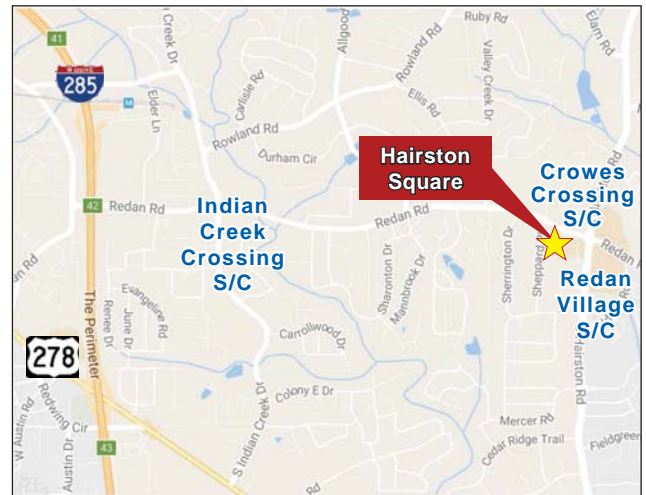 41
285
Creek Dr
Elder Ln
M
Carlisle Rd
Rowland Rd
Durham Cir
Allgood
Rowland Rd
Ellis Rd
Ruby Rd
Valley Creek Dr
Elam Rd
Hairston
Square
Crowes
Crossing
S/C
42
Redan Rd
Indian
Creek
Crossing
S/C
Redan Rd
Sharonton Dr
Mannbrook Dr
Sherrington Dr
Sheppard
Redan
Redan
Village
S/C
Hairston Rd
The Perimeter
Renee Dr
June Dr
Evangeline Rd
278
Carrollwood Dr
Colony E Dr
S Indian Creek Dr
W Austin Rd
Redwing Cir
Austin Dr
43
Rd
Mercer Rd
Cedar Ridge Trail
Fieldgreen